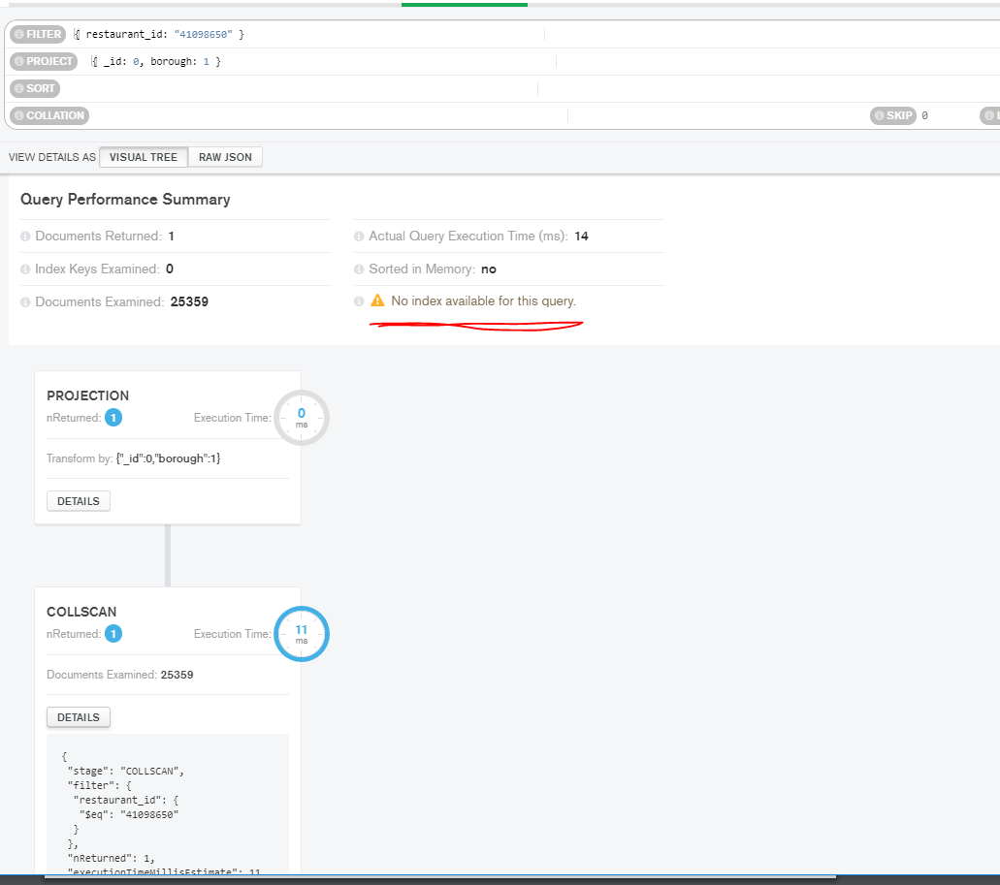 FILTER { restaurant_id: "41098650" }
PROJECT { _id: 0, borough: 1 }
SORT
COLLATION SKIP 0
VIEW DETAILS AS VISUAL TREE RAW JSON
Query Performance Summary
Documents Returned: 1 Actual Query Execution Time (ms): 14
Index Keys Examined: 0 Sorted in Memory: no
Documents Examined: 25359 No index available for this query.
PROJECTION
nReturned: 1 Execution Time: 0 ms
Transform by: {"_id":0,"borough":1}
DETAILS
COLLSCAN
nReturned: 1 Execution Time: 11 ms
Documents Examined: 25359
DETAILS
{
"stage": "COLLSCAN",
"filter": {
"restaurant_id": {
"$eq": "41098650"
}
},
"nReturned": 1,
"executionTimeMillisEstimate": 11,